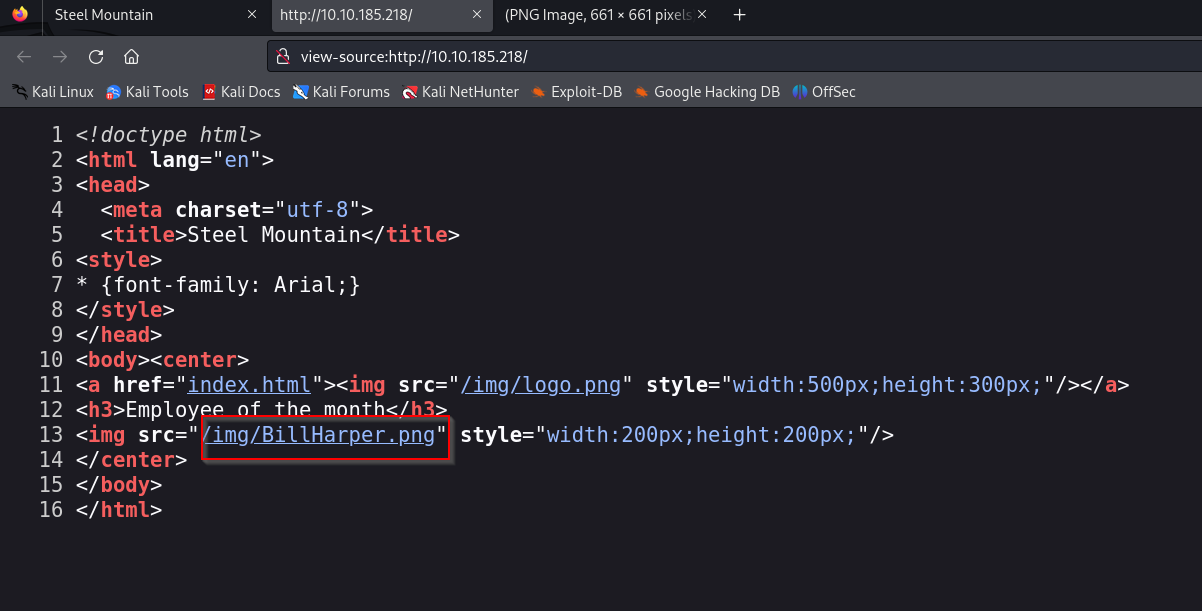 Steel Mountain
http://10.10.185.218/
(PNG Image, 661 × 661 pixels
view-source:http://10.10.185.218/
Kali Linux Kali Tools Kali Docs Kali Forums Kali NetHunter Exploit-DB Google Hacking DB OffSec
1 <!doctype html>
2 <html lang="en">
3 <head>
4 <meta charset="utf-8">
5 <title>Steel Mountain</title>
6 <style>
7 * {font-family: Arial;}
8 </style>
9 </head>
10 <body><center>
11 <a href="index.html"><img src="/img/logo.png" style="width:500px;height:300px;"/></a>
12 <h3>Employee of the month</h3>
13 <img src="/img/BillHarper.png" style="width:200px;height:200px;"/>
14 </center>
15 </body>
16 </html>